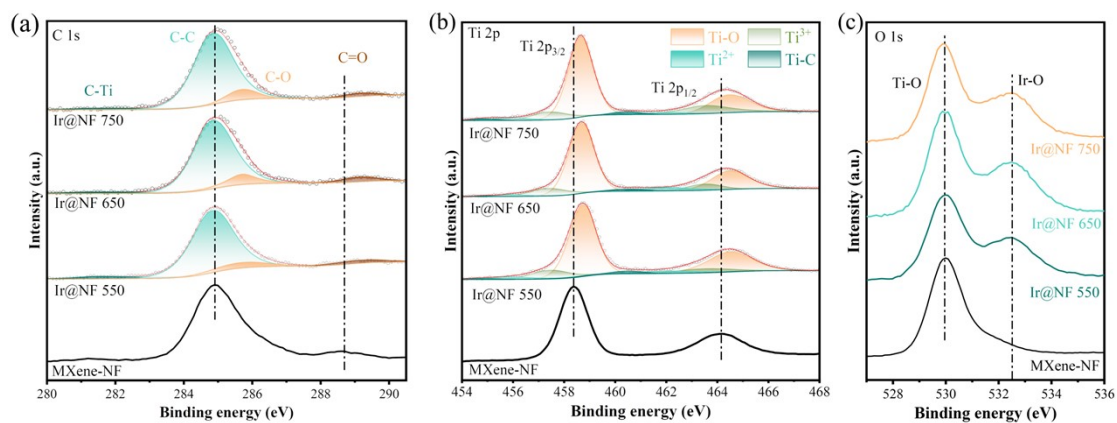 (a)
C 1s
C-C
C=O
C-O
C-Ti
Ir@NF 750
Ir@NF 650
Ir@NF 550
MXene-NF
Intensity (a.u.)
280 282 284 286 288 290
Binding energy (eV)
(b)
Ti 2p
Ti 2p3/2
Ti-O
Ti3+
Ti2+
Ti-C
Ti 2p1/2
Ir@NF 750
Ir@NF 650
Ir@NF 550
MXene-NF
Intensity (a.u.)
454 456 458 460 462 464 466 468
Binding energy (eV)
(c)
O 1s
Ti-O
Ir-O
Ir@NF 750
Ir@NF 650
Ir@NF 550
MXene-NF
Intensity (a.u.)
528 530 532 534 536
Binding energy (eV)